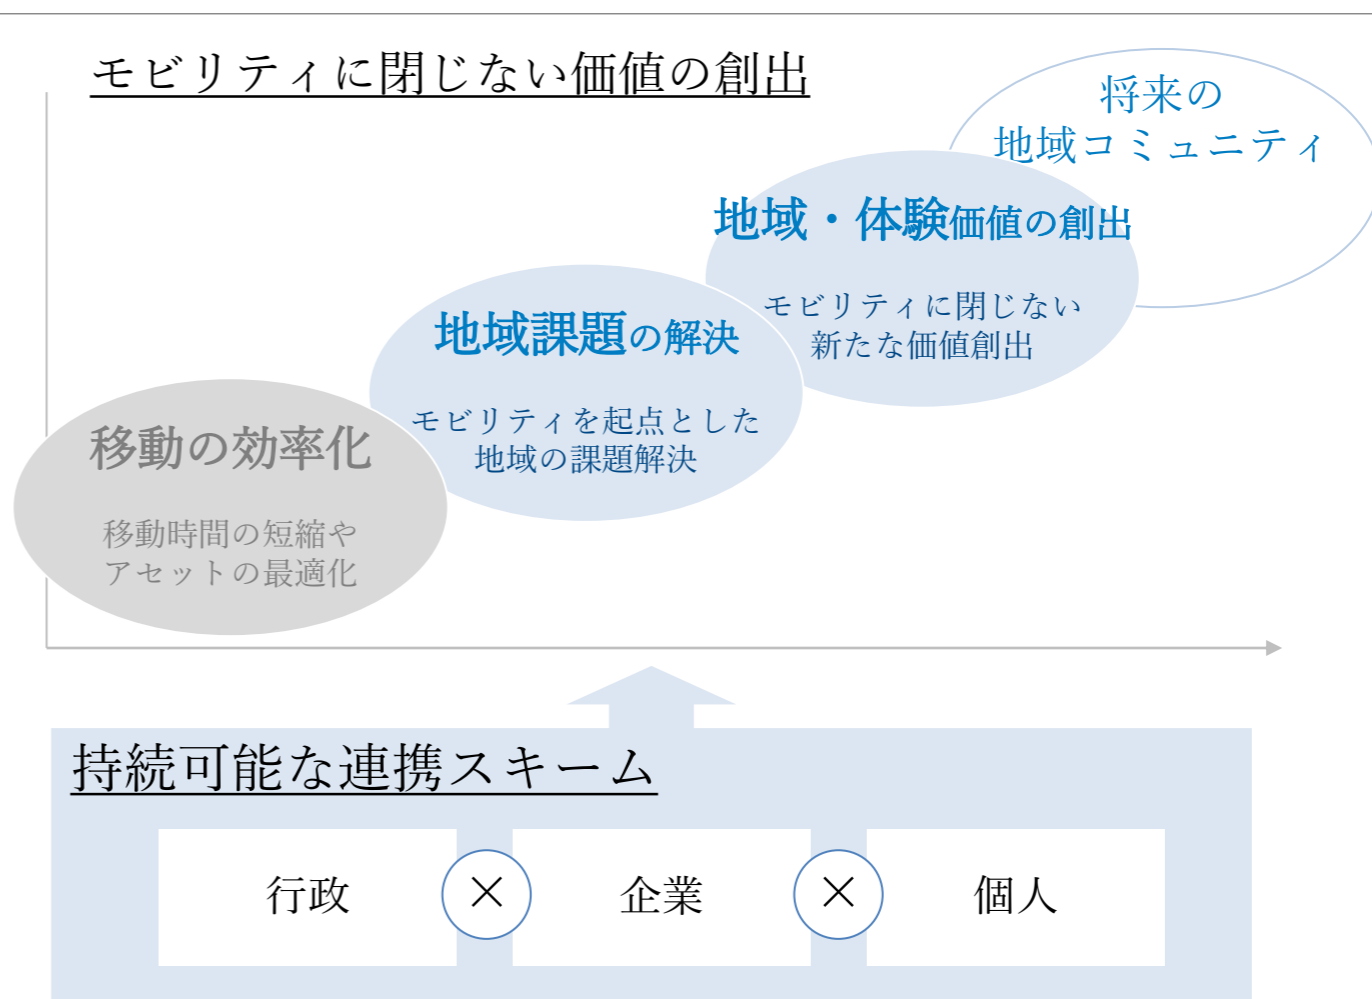 モビリティに閉じない価値の創出
将来の
地域コミュニティ
地域・体験価値の創出
モビリティに閉じない
新たな価値創出
地域課題の解決
モビリティを起点とした
地域の課題解決
移動の効率化
移動時間の短縮や
アセットの最適化
持続可能な連携スキーム
行政 × 企業 × 個人